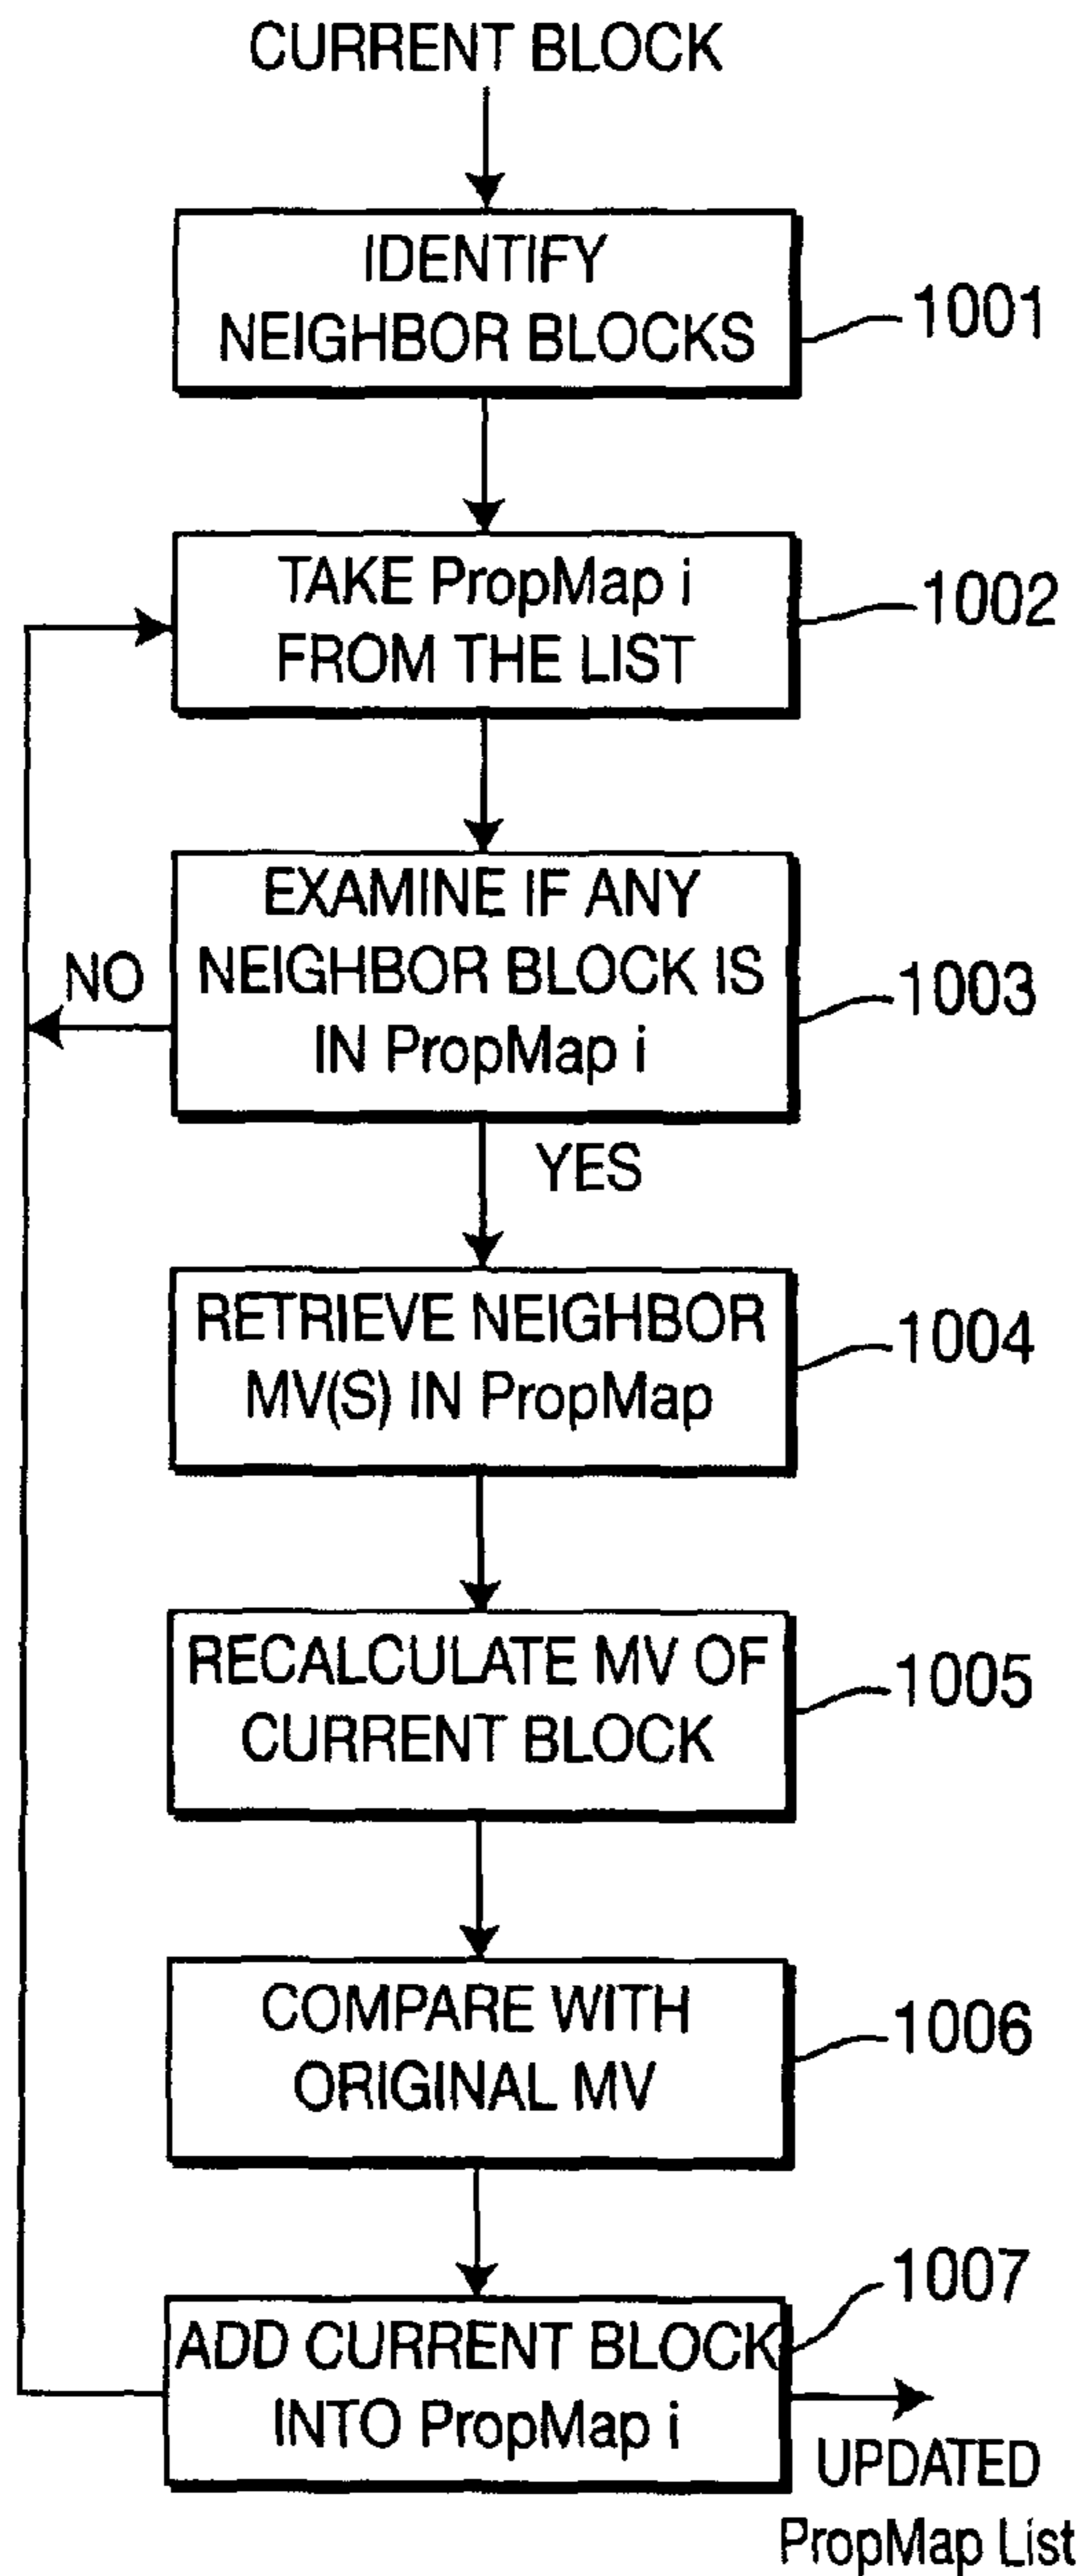 CURRENT BLOCK
IDENTIFY
NEIGHBOR BLOCKS
1001
TAKE PropMap i
FROM THE LIST
1002
EXAMINE IF ANY
NEIGHBOR BLOCK IS
IN PropMap i
1003
NO
YES
RETRIEVE NEIGHBOR
MV(S) IN PropMap
1004
RECALCULATE MV OF
CURRENT BLOCK
1005
COMPARE WITH
ORIGINAL MV
1006
ADD CURRENT BLOCK
INTO PropMap i
1007
UPDATED
PropMap List